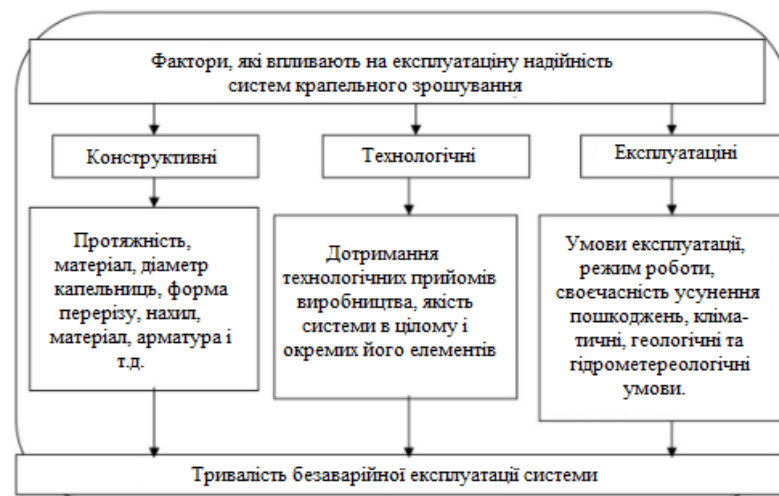 Фактори, які впливають на експлуатаціну надійність
систем крапельного зрошування
Конструктивні
Технологічні
Експлуатаціні
Протяжність,
матеріал, діаметр
капельниць, форма
перерізу, нахил,
матеріал, арматура і
т.д.
Дотримання
технологічних прийомів
виробництва, якість
системи в цілому і
окремих його елементів
Умови експлуатації,
режим роботи,
своєчасність усунення
пошкоджень, кліма-
тичні, геологічні та
гідрометереологічні
умови.
Тривалість безаварійної експлуатації системи